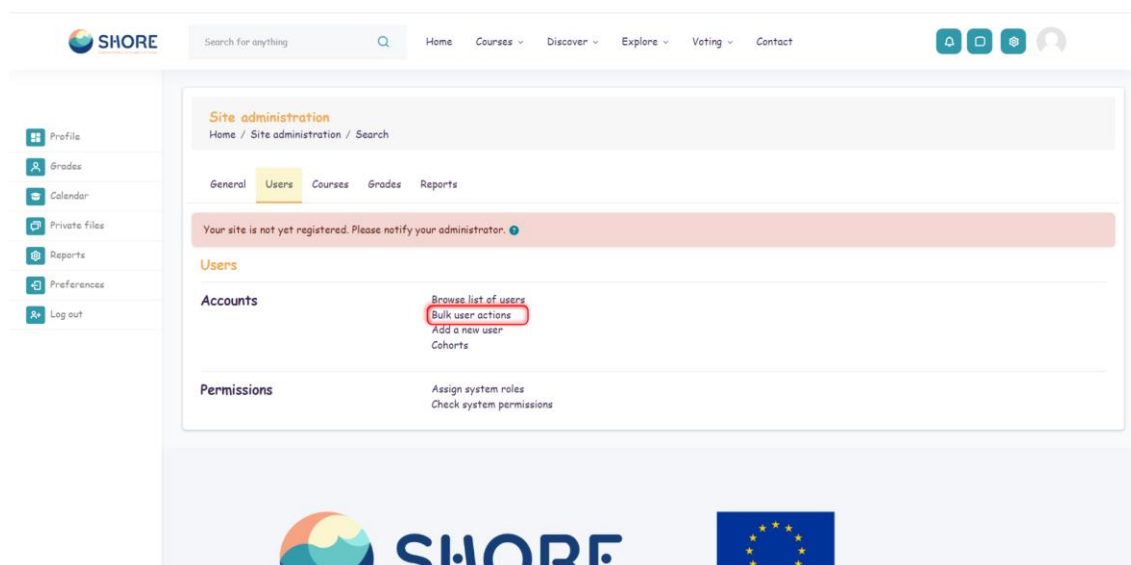 SHORE
Search for anything
Home Courses Discover Explore Voting Contact
Site administration
Home / Site administration / Search
Profile
Grades
Calendar
Private files
Reports
Preferences
Log out
General Users Courses Grades Reports
Your site is not yet registered. Please notify your administrator.
Users
Accounts
Browse list of users
Bulk user actions
Add a new user
Cohorts
Permissions
Assign system roles
Check system permissions
SHORE